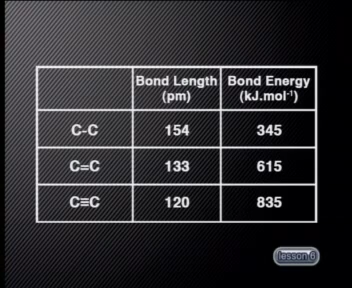 Bond Length Bond Energy
(pm) (kJ.mol⁻¹)
C-C 154 345
C=C 133 615
C≡C 120 835
lesson 6